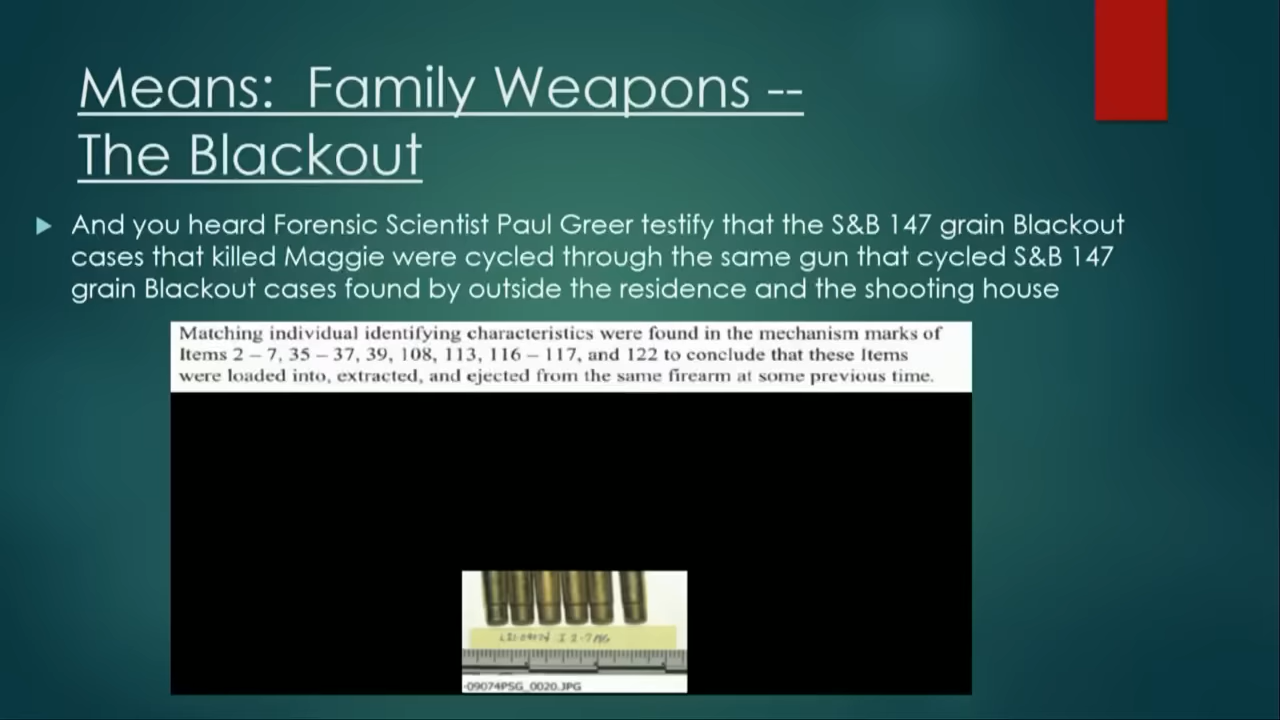 Means:  Family Weapons --
The Blackout
And you heard Forensic Scientist Paul Greer testify that the S&B 147 grain Blackout
cases that killed Maggie were cycled through the same gun that cycled S&B 147
grain Blackout cases found by outside the residence and the shooting house
Matching individual identifying characteristics were found in the mechanism marks of
Items 2 – 7, 35 – 37, 39, 108, 113, 116 – 117, and 122 to conclude that these Items
were loaded into, extracted, and ejected from the same firearm at some previous time.
I 2-7
-09074PSG_0020.JPG